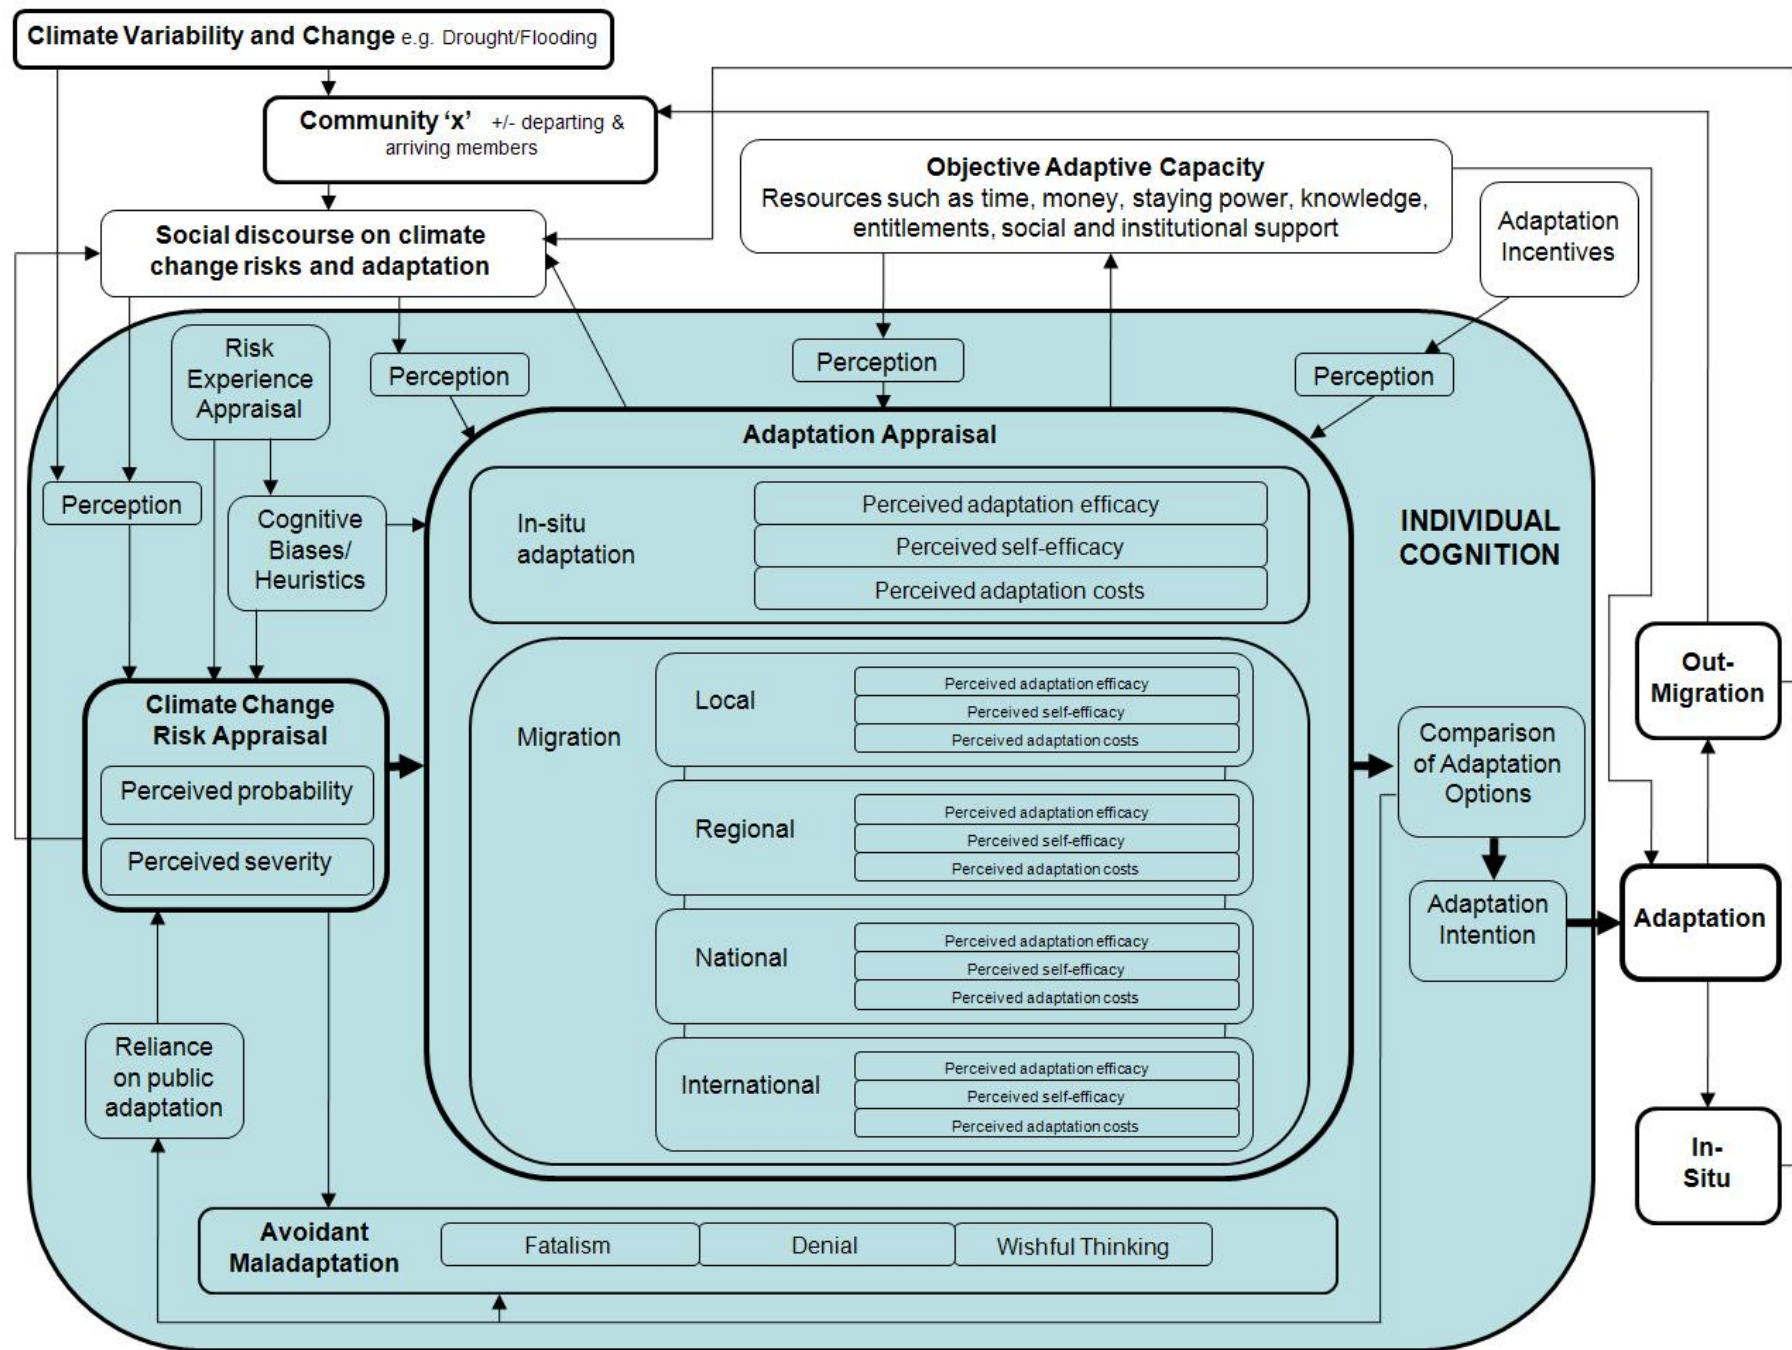 Climate Variability and Change e.g. Drought/Flooding
Community ‘x’ +/- departing &
arriving members
Objective Adaptive Capacity
Resources such as time, money, staying power, knowledge,
entitlements, social and institutional support
Adaptation
Incentives
Social discourse on climate
change risks and adaptation
Risk
Experience
Appraisal
Perception
Perception
Perception
Perception
Cognitive
Biases/
Heuristics
Adaptation Appraisal
In-situ
adaptation
Perceived adaptation efficacy
Perceived self-efficacy
Perceived adaptation costs
INDIVIDUAL
COGNITION
Migration
Local
Perceived adaptation efficacy
Perceived self-efficacy
Perceived adaptation costs
Regional
Perceived adaptation efficacy
Perceived self-efficacy
Perceived adaptation costs
National
Perceived adaptation efficacy
Perceived self-efficacy
Perceived adaptation costs
International
Perceived adaptation efficacy
Perceived self-efficacy
Perceived adaptation costs
Climate Change
Risk Appraisal
Perceived probability
Perceived severity
Comparison
of Adaptation
Options
Adaptation
Intention
Out-
Migration
Adaptation
In-
Situ
Reliance
on public
adaptation
Avoidant
Maladaptation
Fatalism
Denial
Wishful Thinking